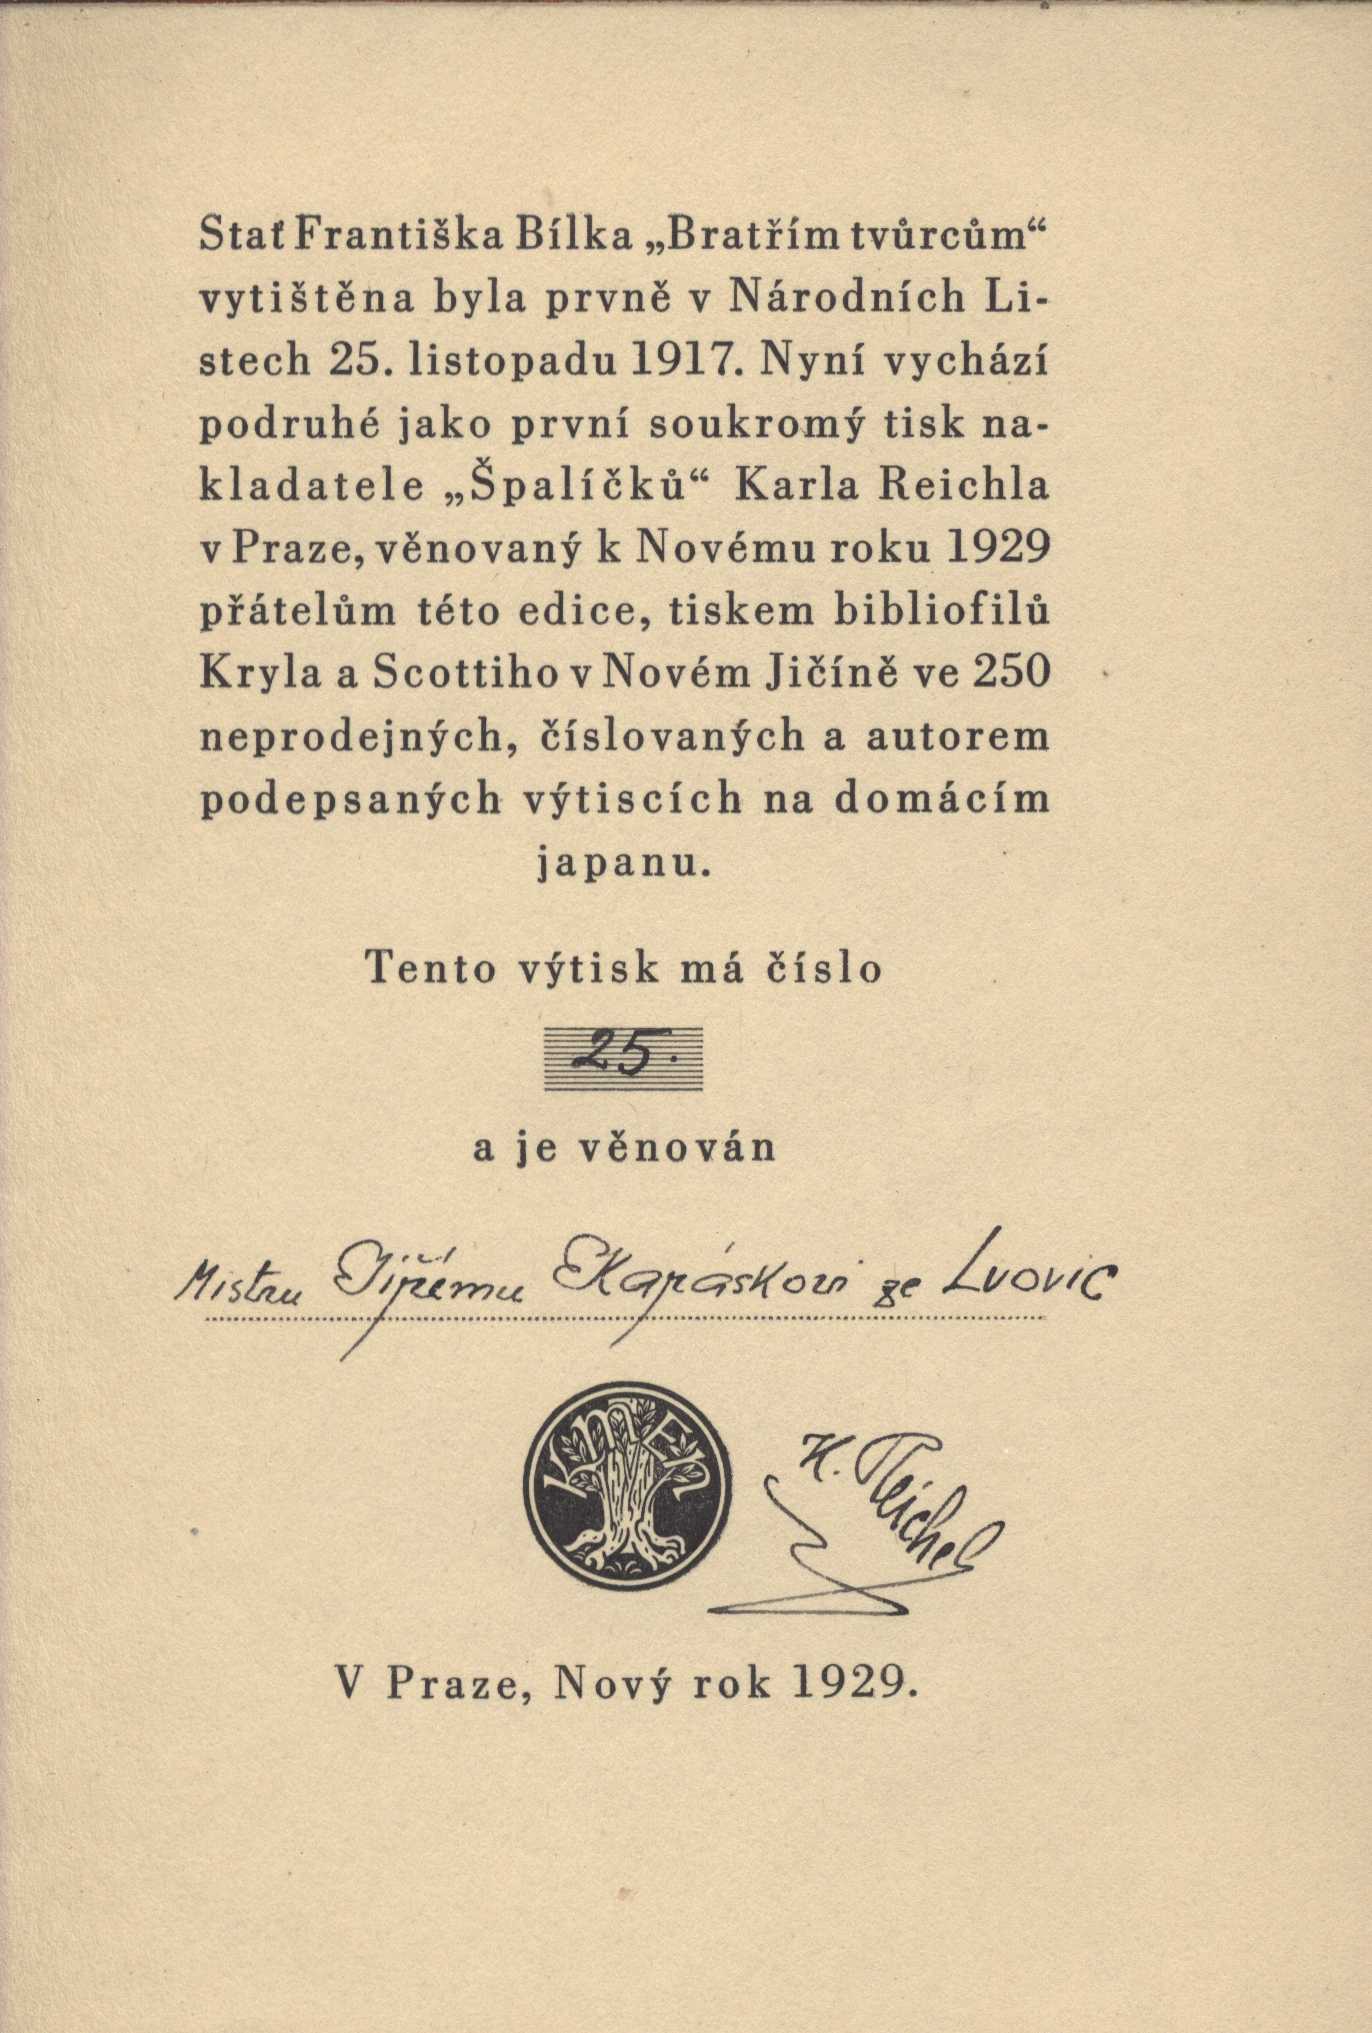 Stať Františka Bílka „Bratřím tvůrcům“
vytištěna byla prvně v Národních Li-
stech 25. listopadu 1917. Nyní vychází
podruhé jako první soukromý tisk na-
kladatele „Špalíčků“ Karla Reichla
v Praze, věnovaný k Novému roku 1929
přátelům této edice, tiskem bibliofilů
Kryla a Scottiho v Novém Jičíně ve 250
neprodejných, číslovaných a autorem
podepsaných výtiscích na domácím
japanu.
Tento výtisk má číslo
25.
a je věnován
Mistru Jiřímu Karáskovi ze Lvovic
KMEN
K. Reichel
V Praze, Nový rok 1929.